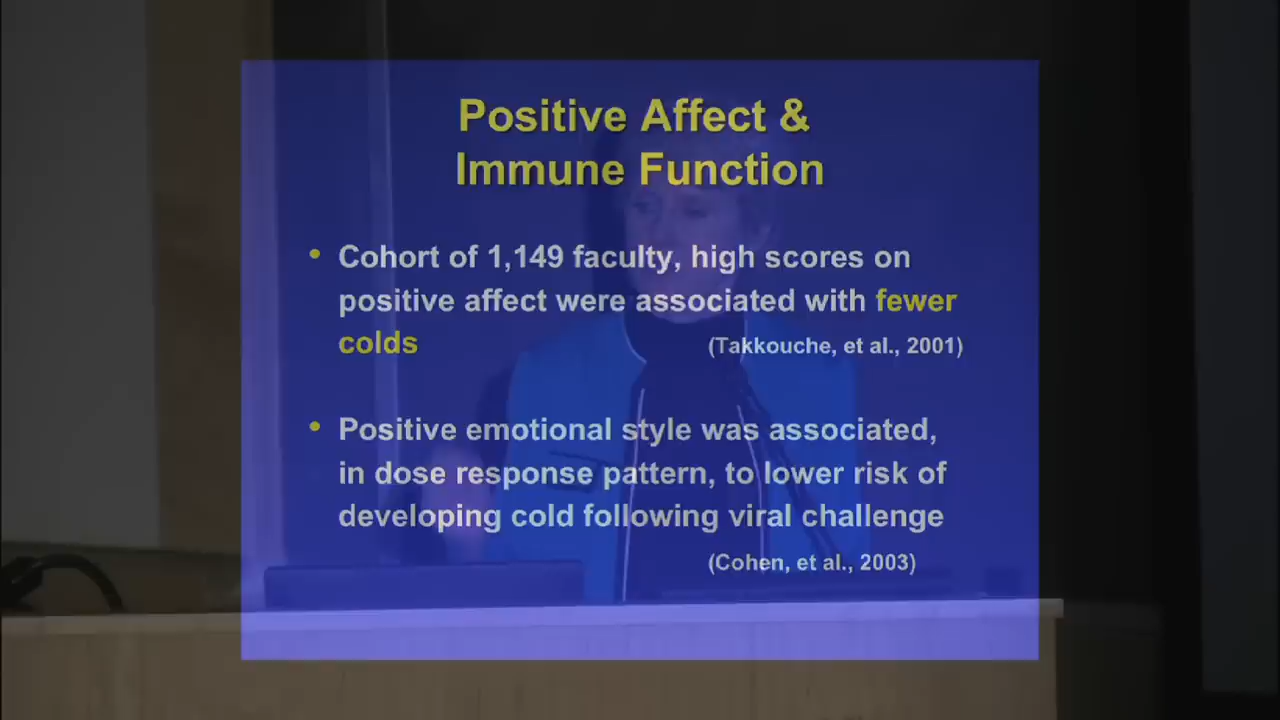 Positive Affect &
Immune Function
• Cohort of 1,149 faculty, high scores on
positive affect were associated with fewer
colds (Takkouche, et al., 2001)
• Positive emotional style was associated,
in dose response pattern, to lower risk of
developing cold following viral challenge
(Cohen, et al., 2003)